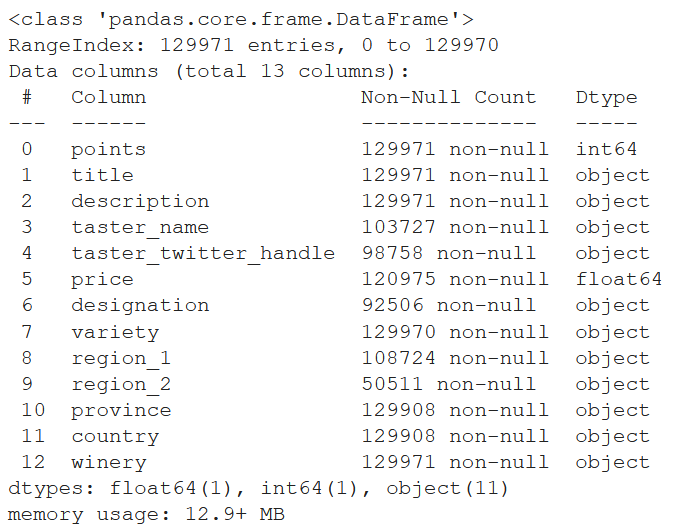 <class 'pandas.core.frame.DataFrame'>
RangeIndex: 129971 entries, 0 to 129970
Data columns (total 13 columns):
 #   Column                 Non-Null Count   Dtype
---  ------                 --------------   -----
 0   points                 129971 non-null  int64
 1   title                  129971 non-null  object
 2   description            129971 non-null  object
 3   taster_name            103727 non-null  object
 4   taster_twitter_handle  98758 non-null   object
 5   price                  120975 non-null  float64
 6   designation            92506 non-null   object
 7   variety                129970 non-null  object
 8   region_1               108724 non-null  object
 9   region_2               50511 non-null   object
 10  province               129908 non-null  object
 11  country                129908 non-null  object
 12  winery                 129971 non-null  object
dtypes: float64(1), int64(1), object(11)
memory usage: 12.9+ MB